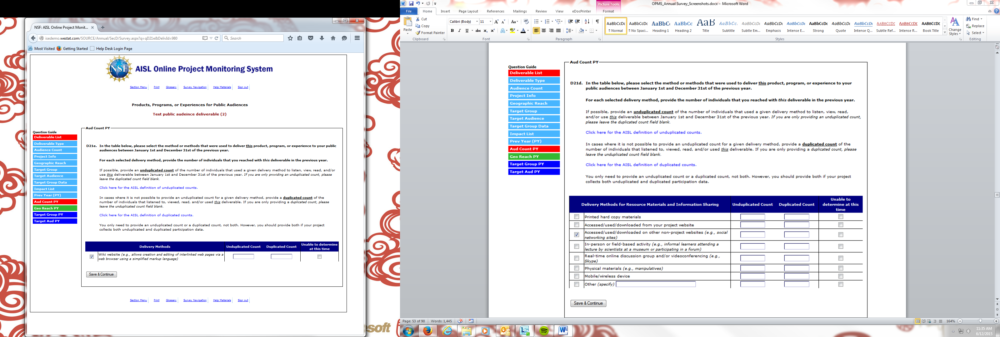 NSF: AISL Online Project Monit...
isedemo.westat.com/SOURCE/Annual/SecD/Survey.aspx?q=qD21e&DelivId=980
Search
Most Visited Getting Started Help Desk Login Page
NSF
AISL Online Project Monitoring System
Section Menu Print Glossary Survey Navigation Help Materials Sign out
Products, Programs, or Experiences for Public Audiences
Test public audeince deliverable (2)
Question Guide
Deliverable List
Deliverable Type
Audience Count
Project Info
Geographic Reach
Target Group
Target Audience
Target Group Data
Impact List
Prev Year (PY)
Aud Count PY
Geo Reach PY
Target Group PY
Target Aud PY
Aud Count PY
D21e. In the table below, please select the method or methods that were used to deliver this product, program, or experience to your public
audiences between January 1st and December 31st of the previous year.
For each selected delivery method, provide the number of individuals that you reached with this deliverable in the previous year.
If possible, provide an unduplicated count of the number of individuals that used a given delivery method to listen, view, read, and/or
use this deliverable between January 1st and December 31st of the previous year. If you are only providing an unduplicated count, please
leave the duplicated count field blank.
Click here for the AISL definition of unduplicated counts.
In cases where it is not possible to provide an unduplicated count for a given delivery method, provide a duplicated count of the
number of individuals that listened to, viewed, read, and/or used this deliverable. If you are only providing a duplicated count, please
leave the unduplicated count field blank.
Click here for the AISL definition of duplicated counts.
You only need to provide an unduplicated count or a duplicated count, not both. However, you should provide both if your project
collects both unduplicated and duplicated participation data.
Delivery Methods Unduplicated Count Duplicated Count Unable to determine
at this time
Wiki website (e.g., allows creation and editing of interlinked web pages via a
web browser using a simplified markup language)
Save & Continue
Section Menu Print Glossary Survey Navigation Help Materials Sign out
soft
OPMS_Annual Survey_Screenshots.docx - Microsoft Word
Picture Tools
File Home Insert Page Layout References Mailings Review View eDocPrinter Format
Paste
Cut
Copy
Format Painter
Clipboard
Calibri (Body) 11
Font
Paragraph
AaBbCcDc AaBbCcDc AaBbC AaBbCc AaB AaBbCc. AaBbCcDc AaBbCcDc AaBbCcDc AaBbCcDc AaBbCcDc AaBbCcDc AABBCCDC AABBCCDC AABBCCDC
¶ Normal ¶ No Spaci... Heading 1 Heading 2 Title Subtitle Subtle Em... Emphasis Intense E... Strong Quote Intense Q... Subtle Ref... Intense R... Book Title
Styles
Change
Styles
Find
Replace
Select
Editing
Question Guide
Deliverable List
Deliverable Type
Audience Count
Project Info
Geographic Reach
Target Group
Target Audience
Target Group Data
Impact List
Prev Year (PY)
Aud Count PY
Geo Reach PY
Target Group PY
Target Aud PY
Aud Count PY
D21d. In the table below, please select the method or methods that were used to deliver this product, program, or experience to your
public audiences between January 1st and December 31st of the previous year.
For each selected delivery method, provide the number of individuals that you reached with this deliverable in the previous year.
If possible, provide an unduplicated count of the number of individuals that used a given delivery method to listen, view, read,
and/or use this deliverable between January 1st and December 31st of the previous year. If you are only providing an unduplicated count,
please leave the duplicated count field blank.
Click here for the AISL definition of unduplicated counts.
In cases where it is not possible to provide an unduplicated count for a given delivery method, provide a duplicated count of the
number of individuals that listened to, viewed, read, and/or used this deliverable. If you are only providing a duplicated count, please
leave the unduplicated count field blank.
Click here for the AISL definition of duplicated counts.
You only need to provide an unduplicated count or a duplicated count, not both. However, you should provide both if your project
collects both unduplicated and duplicated participation data.
Delivery Methods for Resource Materials and Information Sharing Unduplicated Count Duplicated Count Unable to
determine at this
time
Printed hard copy materials
Accessed/used/downloaded from your project website
Accessed/used/downloaded on other non-project websites (e.g., social
networking sites)
In-person or field-based activity (e.g., informal learners attending a
lecture by scientists at a museum or participating in a forum)
Real-time online discussion group and/or videoconferencing (e.g.,
Skype)
Physical materials (e.g., manipulatives)
Mobile/wireless device
Other (specify)
Save & Continue
Page: 53 of 90 Words: 1,445
164%
11:35 AM
6/12/2015